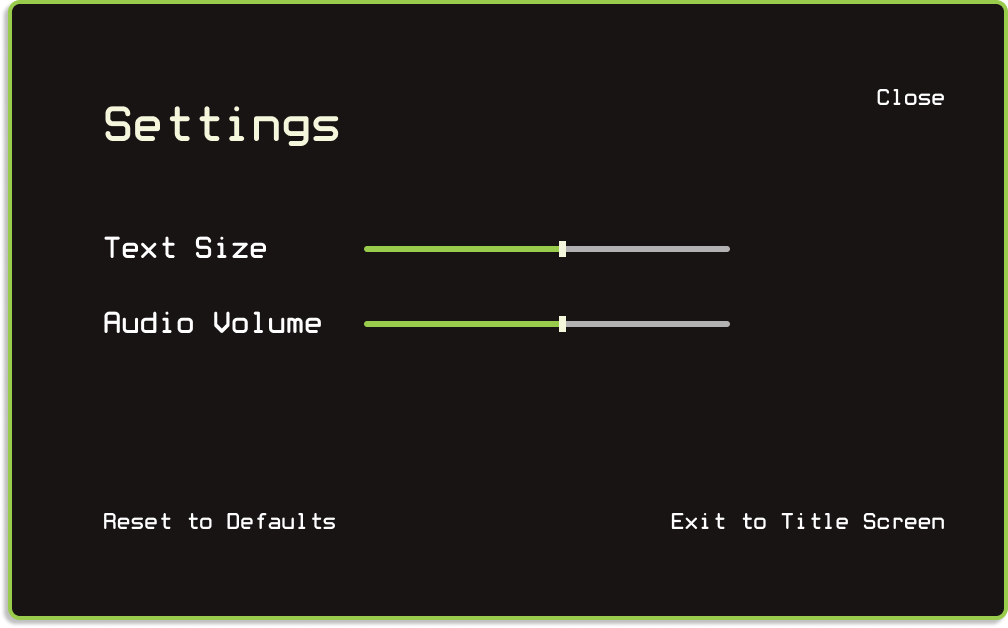 Close
Settings
Text Size
Audio Volume
Reset to Defaults
Exit to Title Screen